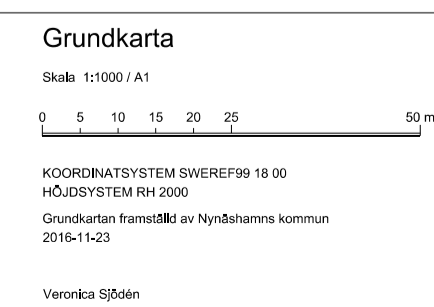 Grundkarta
Skala 1:1000 / A1
0 5 10 15 20 25 50 m
KOORDINATSYSTEM SWEREF99 18 00
HÖJDSYSTEM RH 2000
Grundkartan framställd av Nynäshamns kommun
2016-11-23
Veronica Sjödén